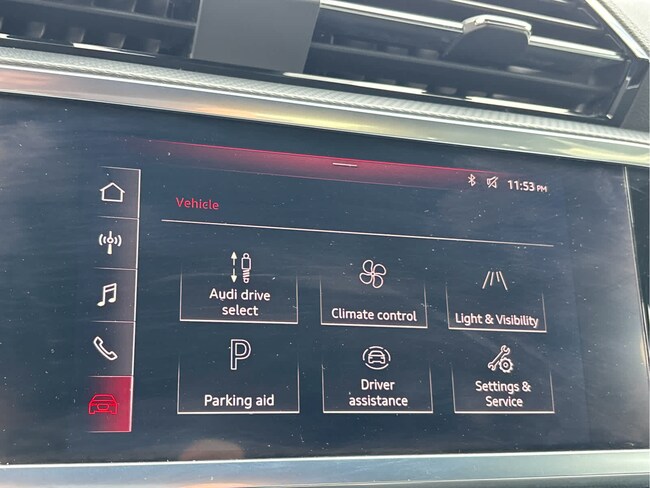 11:53 PM
Vehicle
Audi drive
select
Climate control
Light & Visibility
P
Parking aid
Driver
assistance
Settings &
Service